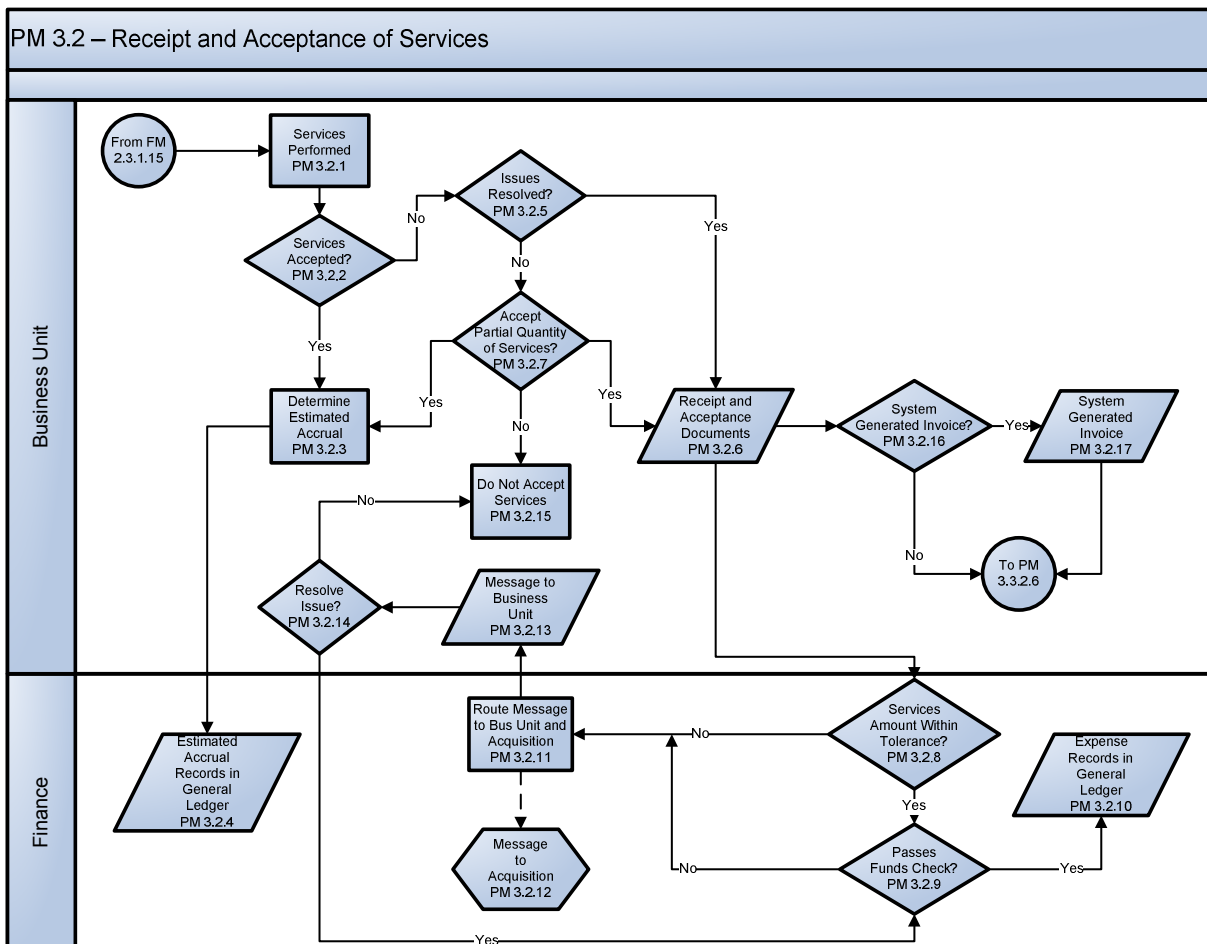 PM 3.2 – Receipt and Acceptance of Services
Business Unit
From FM
2.3.1.15
Services
Performed
PM 3.2.1
Services
Accepted?
PM 3.2.2
No
Issues
Resolved?
PM 3.2.5
Yes
No
Yes
Accept
Partial Quantity
of Services?
PM 3.2.7
Yes
Yes
No
Determine
Estimated
Accrual
PM 3.2.3
Receipt and
Acceptance
Documents
PM 3.2.6
System
Generated Invoice?
PM 3.2.16
Yes
System
Generated
Invoice
PM 3.2.17
No
Do Not Accept
Services
PM 3.2.15
No
To PM
3.3.2.6
Resolve
Issue?
PM 3.2.14
Message to
Business
Unit
PM 3.2.13
Finance
Estimated
Accrual
Records in
General
Ledger
PM 3.2.4
Route Message
to Bus Unit and
Acquisition
PM 3.2.11
No
Services
Amount Within
Tolerance?
PM 3.2.8
Expense
Records in
General
Ledger
PM 3.2.10
Yes
Message
to
Acquisition
PM 3.2.12
No
Passes
Funds Check?
PM 3.2.9
Yes
Yes